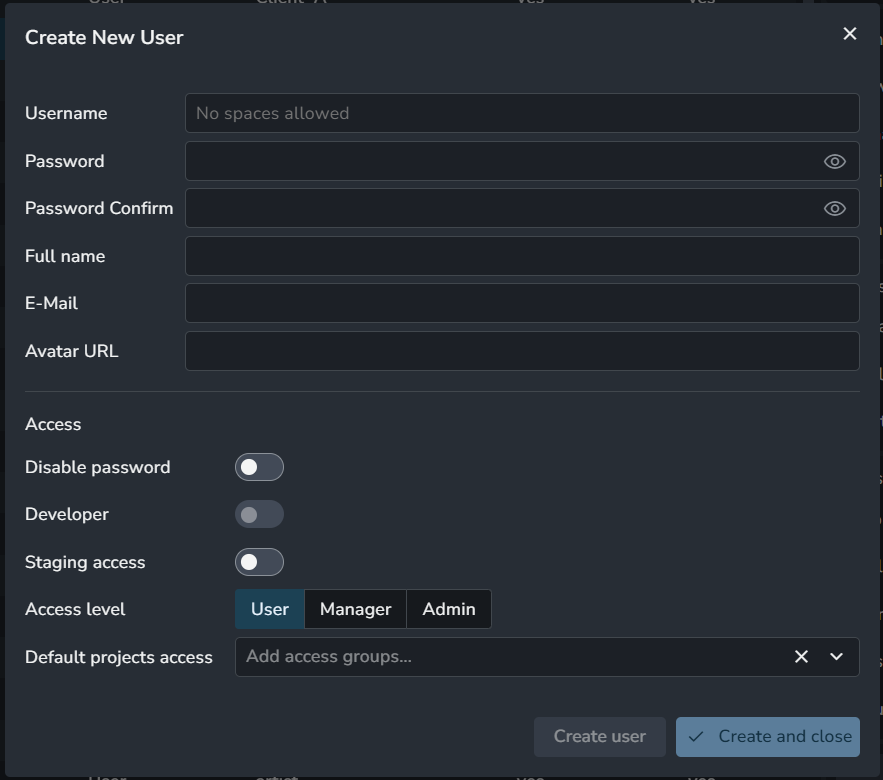 Create New User
Username No spaces allowed
Password
Password Confirm
Full name
E-Mail
Avatar URL
Access
Disable password
Developer
Staging access
Access level User Manager Admin
Default projects access Add access groups...
Create user Create and close